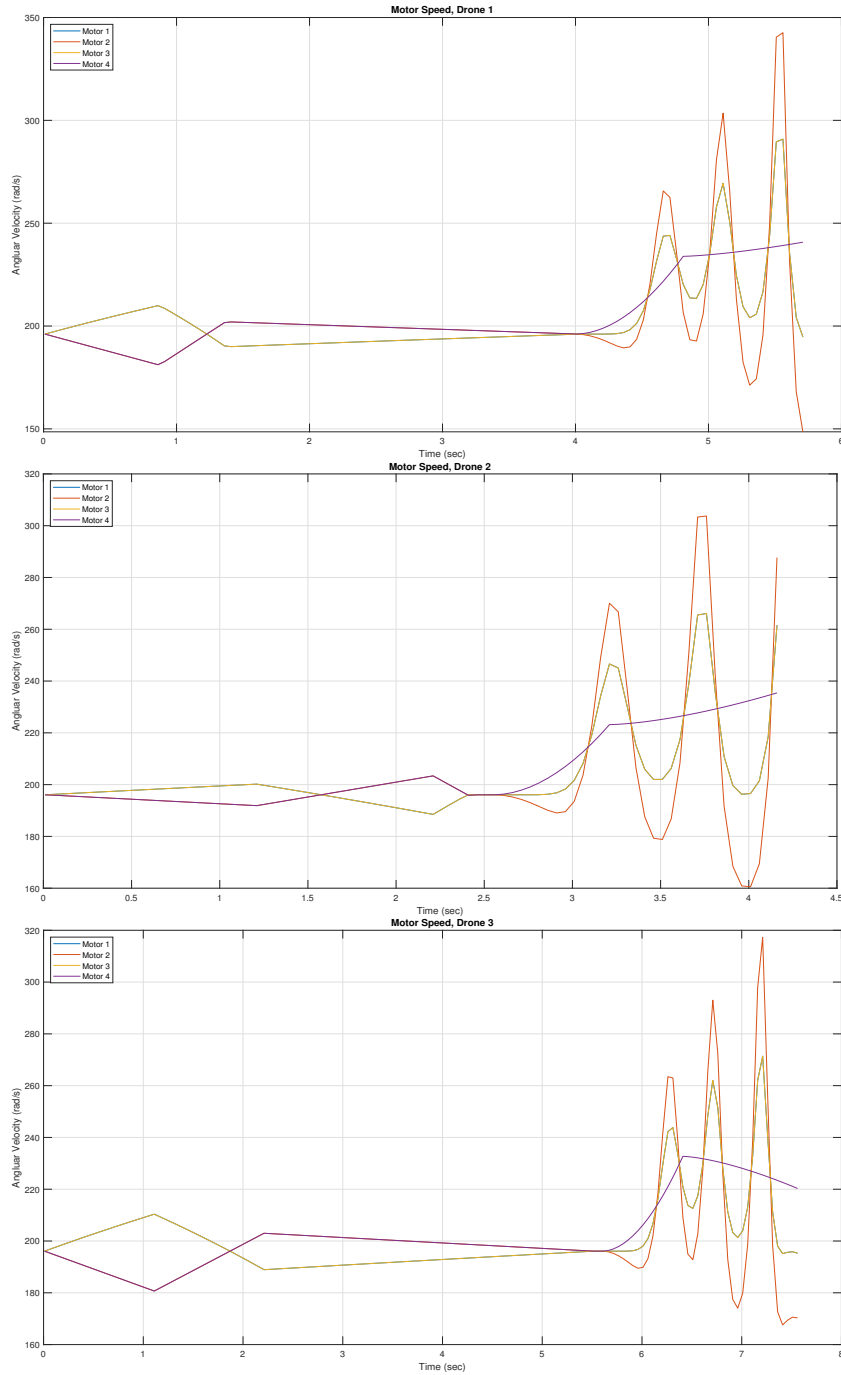 Motor Speed, Drone 1
350
300
250
200
150
Angluar Velocity (rad/s)
Motor 1
Motor 2
Motor 3
Motor 4
0 1 2 3 4 5 6
Time (sec)
Motor Speed, Drone 2
320
300
280
260
240
220
200
180
160
Angluar Velocity (rad/s)
Motor 1
Motor 2
Motor 3
Motor 4
0 0.5 1 1.5 2 2.5 3 3.5 4 4.5
Time (sec)
Motor Speed, Drone 3
320
300
280
260
240
220
200
180
160
Angluar Velocity (rad/s)
Motor 1
Motor 2
Motor 3
Motor 4
0 1 2 3 4 5 6 7 8
Time (sec)